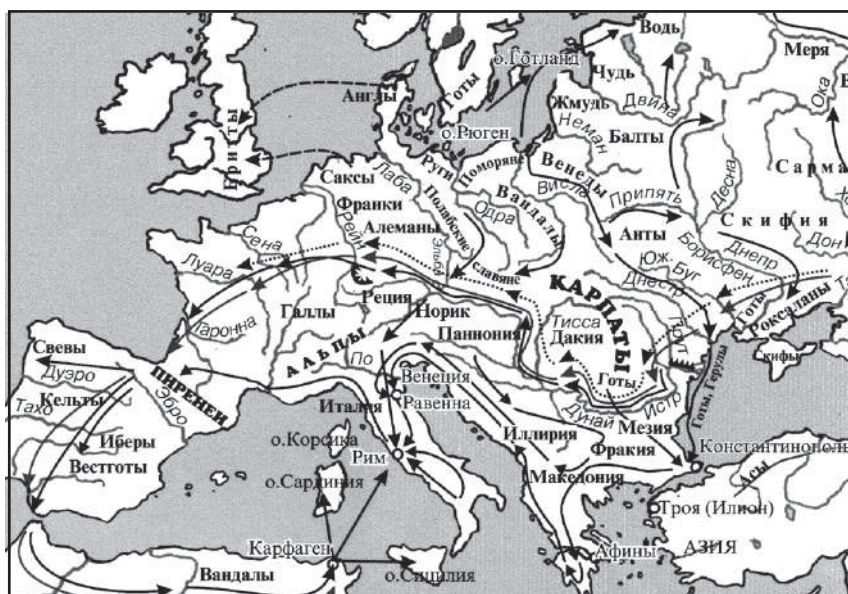 Водь
Меря
о.Готланд
Чудь
Готы
Англы
Жмудь
Двина
Ока
о.Рюген
Неман
Балты
Бритты
Саксы
Лаба
Руги
Поморяне
Венеды
Висла
Десна
Сарма
Франки
Рейн
Полабские
славяне
Вандалы
Одра
Припять
Скифия
Алеманы
Эльба
Анты
Борисфен
Днепр
Дон
Сена
Луара
Юж. Буг
Днестр
КАРПАТЫ
Реция
Норик
Галлы
Паннония
Тисса
Дакия
Прут
Готы
Роксаланы
Гаронна
Свевы
АЛЬПЫ
По
Венеция
Готы
Скифы
Дуэро
ПИРЕНЕИ
Равенна
Дунай
Истр
Готы, Герулы
Кельты
Эбро
Италия
Мезия
Тахо
Иберы
о.Корсика
Иллирия
Фракия
Константинополь
Вестготы
Рим
Македония
Асы
о.Сардиния
Троя (Илион)
Карфаген
Афины
АЗИЯ
Вандалы
о.Сицилия